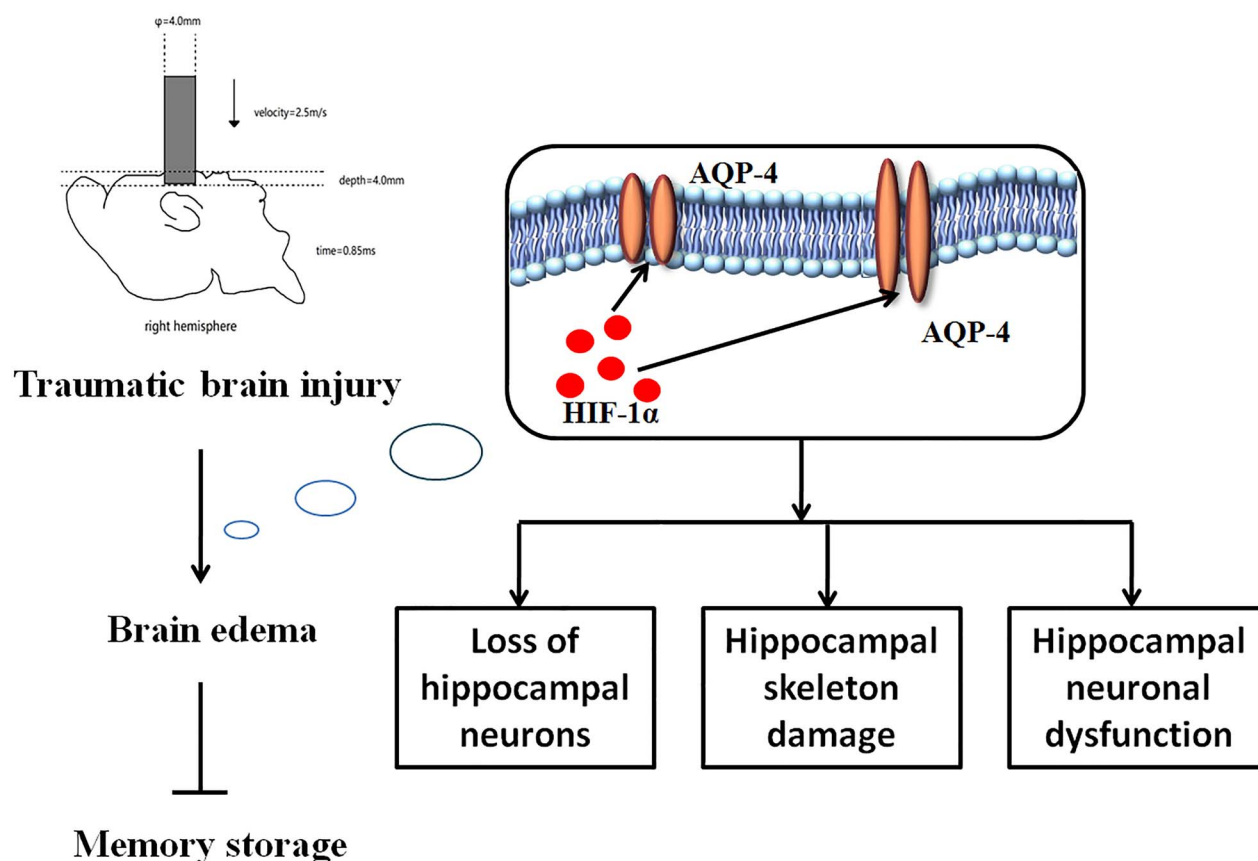 φ=4.0mm
velocity=2.5m/s
depth=4.0mm
time=0.85ms
right hemisphere
Traumatic brain injury
Brain edema
Memory storage
AQP-4
AQP-4
HIF-1α
Loss of
hippocampal
neurons
Hippocampal
skeleton
damage
Hippocampal
neuronal
dysfunction